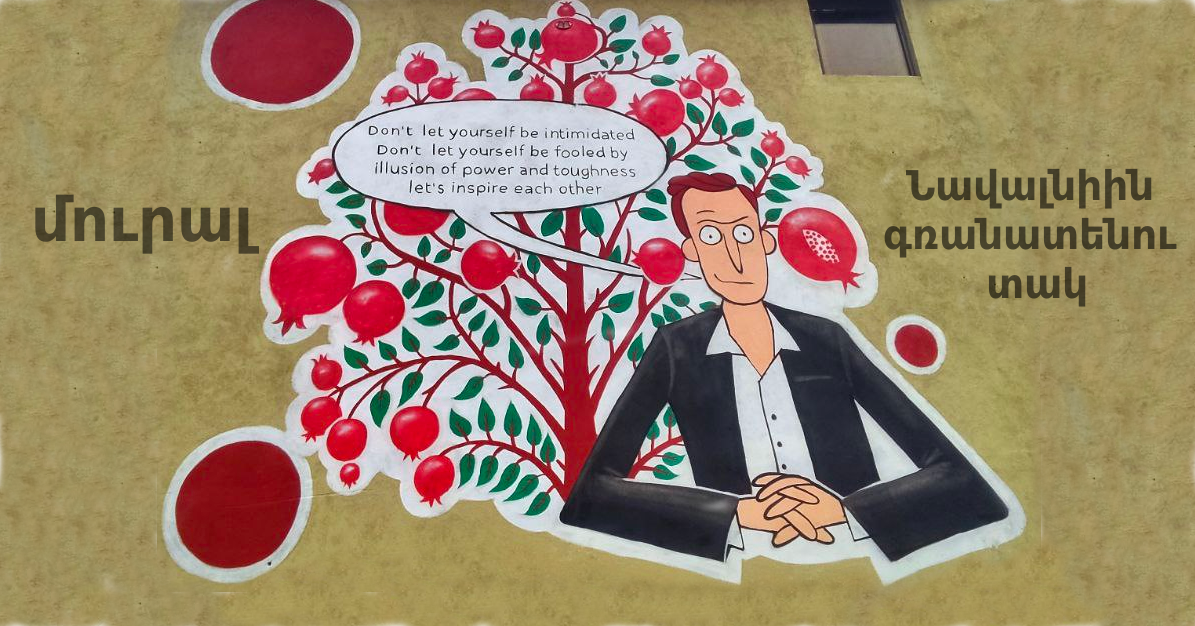 մուրալ
Don't let yourself be intimidated
Don't let yourself be fooled by
illusion of power and toughness
let's inspire each other
Նավալնիին
գռանատենու
տակ